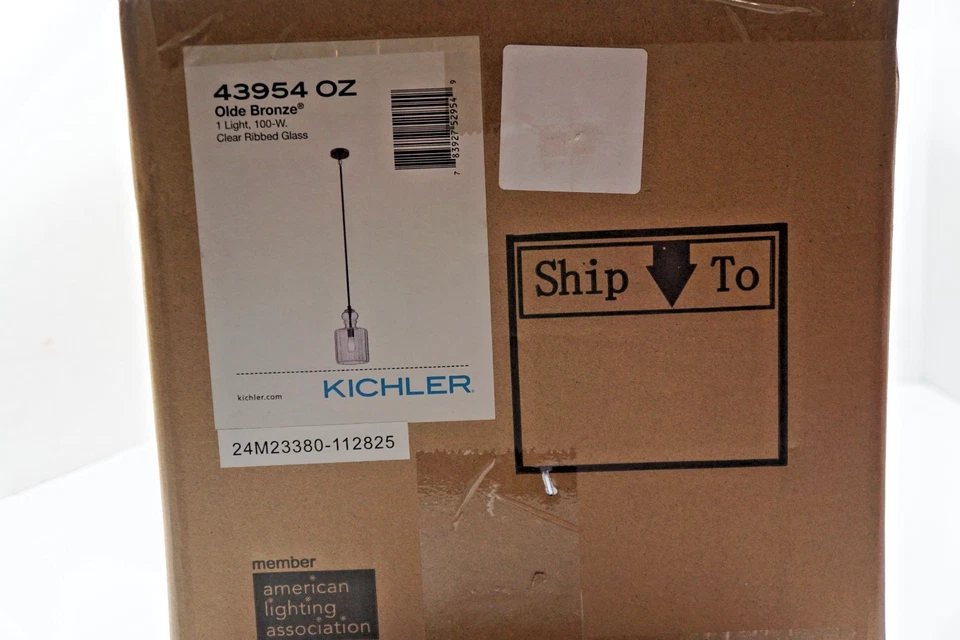 43954 OZ
Olde Bronze®
1 Light, 100-W.
Clear Ribbed Glass
7 83927 52954 9
kichler.com
KICHLER
24M23380-112825
Ship To
member
american
lighting
association